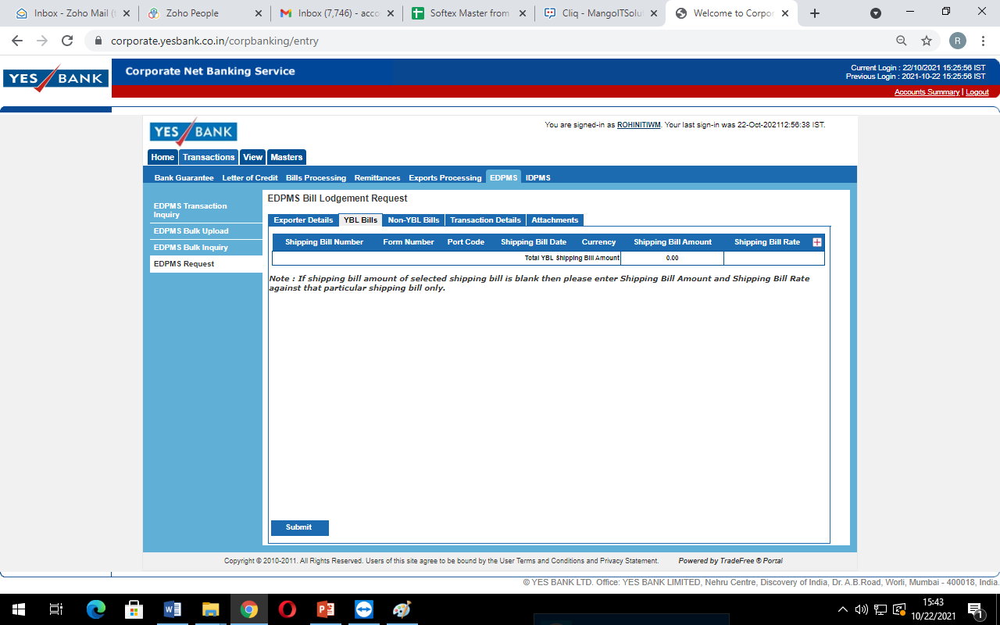 Inbox - Zoho Mail (t
Zoho People
Inbox (7,746) - acco
Softex Master from
Cliq - MangoITSolut
Welcome to Corpor
corporate.yesbank.co.in/corpbanking/entry
R
YES BANK
Corporate Net Banking Service
Current Login : 22/10/2021 15:25:56 IST
Previous Login : 2021-10-22 15:25:56 IST
Accounts Summary | Logout
YES BANK
You are signed-in as ROHINITIWM. Your last sign-in was 22-Oct-202112:56:38 IST.
Home Transactions View Masters
Bank Guarantee Letter of Credit Bills Processing Remittances Exports Processing EDPMS IDPMS
EDPMS Transaction
Inquiry
EDPMS Bulk Upload
EDPMS Bulk Inquiry
EDPMS Request
EDPMS Bill Lodgement Request
Exporter Details YBL Bills Non-YBL Bills Transaction Details Attachments
Shipping Bill Number Form Number Port Code Shipping Bill Date Currency Shipping Bill Amount Shipping Bill Rate
Total YBL Shipping Bill Amount 0.00
Note : If shipping bill amount of selected shipping bill is blank then please enter Shipping Bill Amount and Shipping Bill Rate
against that particular shipping bill only.
Submit
Copyright © 2010-2011. All Rights Reserved. Users of this site agree to be bound by the User Terms and Conditions and Privacy Statement. Powered by TradeFree ® Portal
© YES BANK LTD. Office: YES BANK LIMITED, Nehru Centre, Discovery of India, Dr. A.B.Road, Worli, Mumbai - 400018, India.
15:43
10/22/2021
1